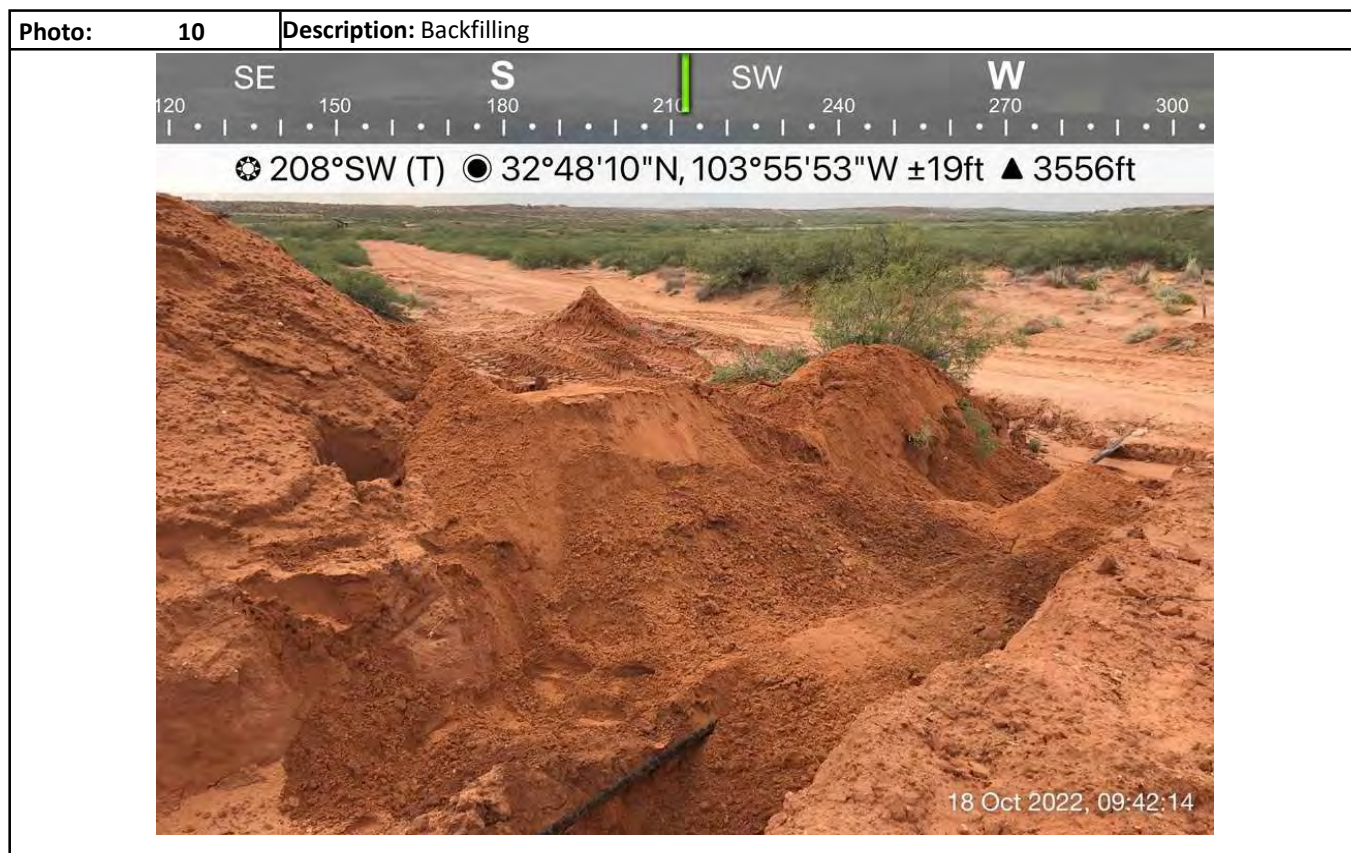 Photo: 10 Description: Backfilling
SE S SW W
120 150 180 210 240 270 300
208°SW (T) 32°48'10"N, 103°55'53"W ±19ft ▲ 3556ft
18 Oct 2022, 09:42:14